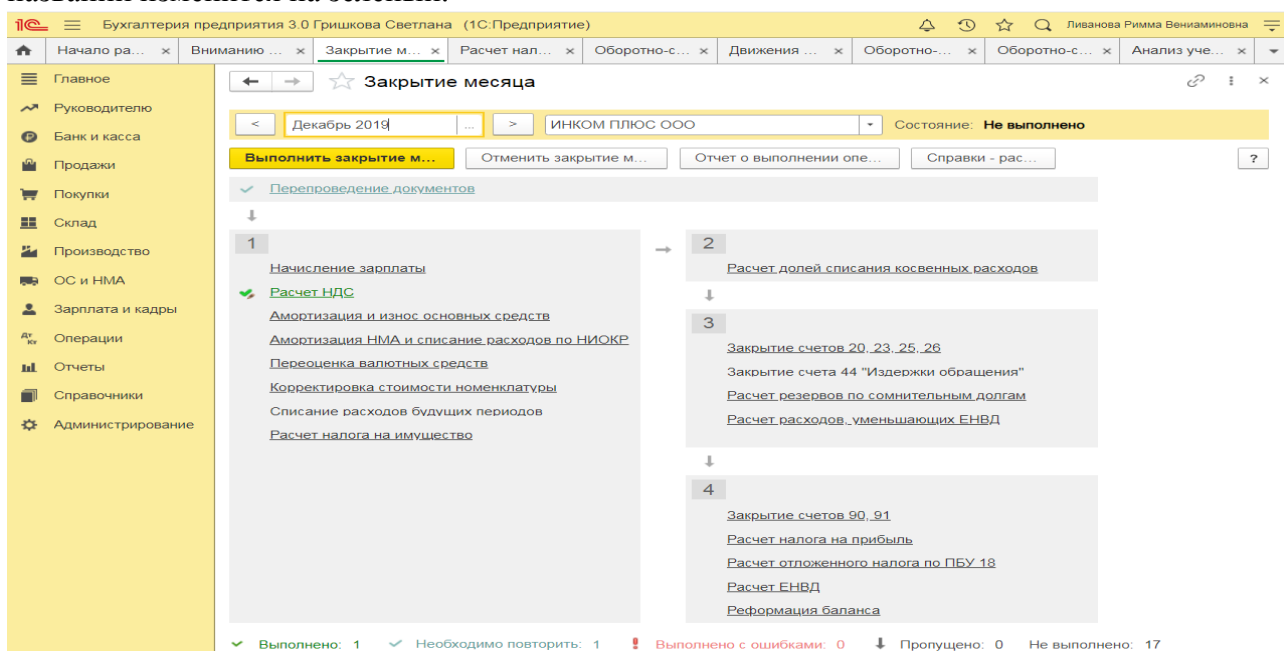 названии изменится на зеленый.
1С Бухгалтерия предприятия 3.0 Гришкова Светлана (1С:Предприятие) Ливанова Римма Вениаминовна
Начало ра... × Вниманию ... × Закрытие м... × Расчет нал... × Оборотно-с... × Движения ... × Оборотно-... × Оборотно-с... × Анализ уче... ×
Главное
Руководителю
Банк и касса
Продажи
Покупки
Склад
Производство
ОС и НМА
Зарплата и кадры
Операции
Отчеты
Справочники
Администрирование
Закрытие месяца
< Декабрь 2019 ... > ИНКОМ ПЛЮС ООО Состояние: Не выполнено
Выполнить закрытие м... Отменить закрытие м... Отчет о выполнении опе... Справки - рас... ?
Перепроведение документов
1
Начисление зарплаты
Расчет НДС
Амортизация и износ основных средств
Амортизация НМА и списание расходов по НИОКР
Переоценка валютных средств
Корректировка стоимости номенклатуры
Списание расходов будущих периодов
Расчет налога на имущество
2
Расчет долей списания косвенных расходов
3
Закрытие счетов 20, 23, 25, 26
Закрытие счета 44 "Издержки обращения"
Расчет резервов по сомнительным долгам
Расчет расходов, уменьшающих ЕНВД
4
Закрытие счетов 90, 91
Расчет налога на прибыль
Расчет отложенного налога по ПБУ 18
Расчет ЕНВД
Реформация баланса
Выполнено: 1 Необходимо повторить: 1 Выполнено с ошибками: 0 Пропущено: 0 Не выполнено: 17